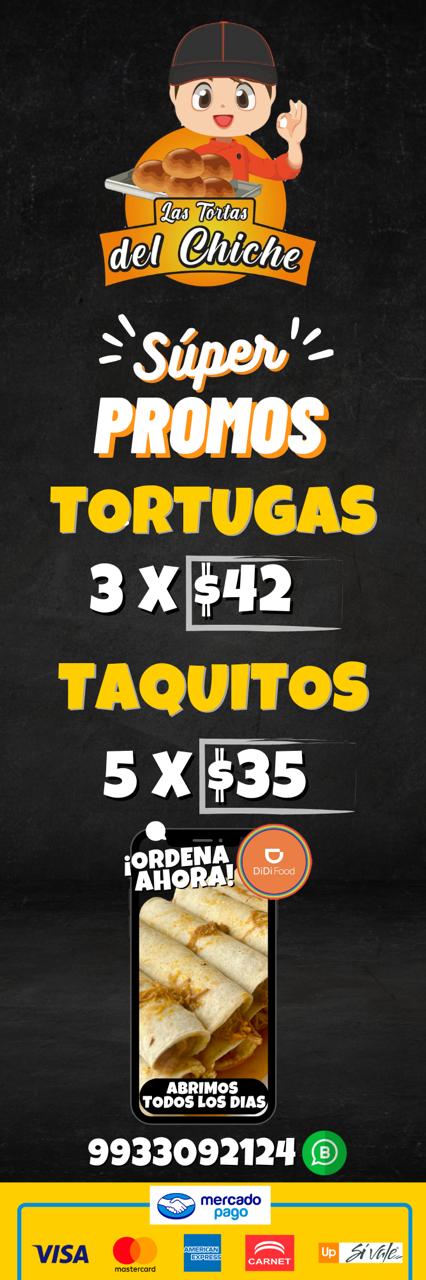 Las Tortas
del Chiche
Súper
PROMOS
TORTUGAS
3 X $42
TAQUITOS
5 X $35
¡ORDENA
AHORA!
DiDi Food
ABRIMOS
TODOS LOS DIAS
9933092124
B
mercado
pago
VISA
mastercard
AMERICAN
EXPRESS
CARNET
Up Sí Vale